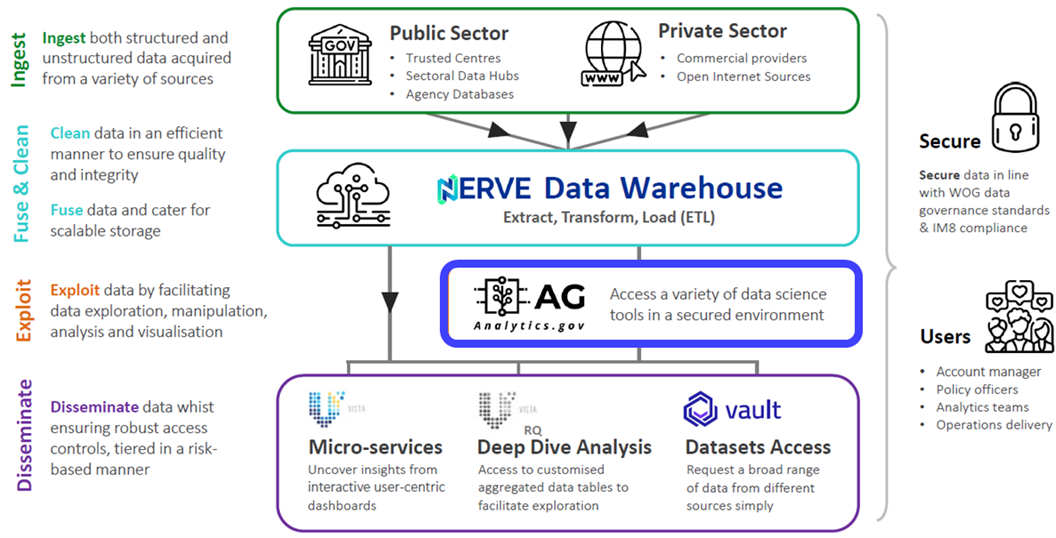 Ingest
Ingest both structured and
unstructured data acquired
from a variety of sources
GOV
Public Sector
• Trusted Centres
• Sectoral Data Hubs
• Agency Databases
WWW
Private Sector
• Commercial providers
• Open Internet Sources
Fuse & Clean
Clean data in an efficient
manner to ensure quality
and integrity
Fuse data and cater for
scalable storage
NERVE Data Warehouse
Extract, Transform, Load (ETL)
Exploit
Exploit data by facilitating
data exploration, manipulation,
analysis and visualisation
AG
Analytics.gov
Access a variety of data science
tools in a secured environment
Disseminate
Disseminate data whist
ensuring robust access
controls, tiered in a risk-
based manner
VISTA
Micro-services
Uncover insights from
interactive user-centric
dashboards
VISTA
RQ
Deep Dive Analysis
Access to customised
aggregated data tables to
facilitate exploration
vault
Datasets Access
Request a broad range
of data from different
sources simply
Secure
Secure data in line
with WOG data
governance standards
& IM8 compliance
Users
• Account manager
• Policy officers
• Analytics teams
• Operations delivery